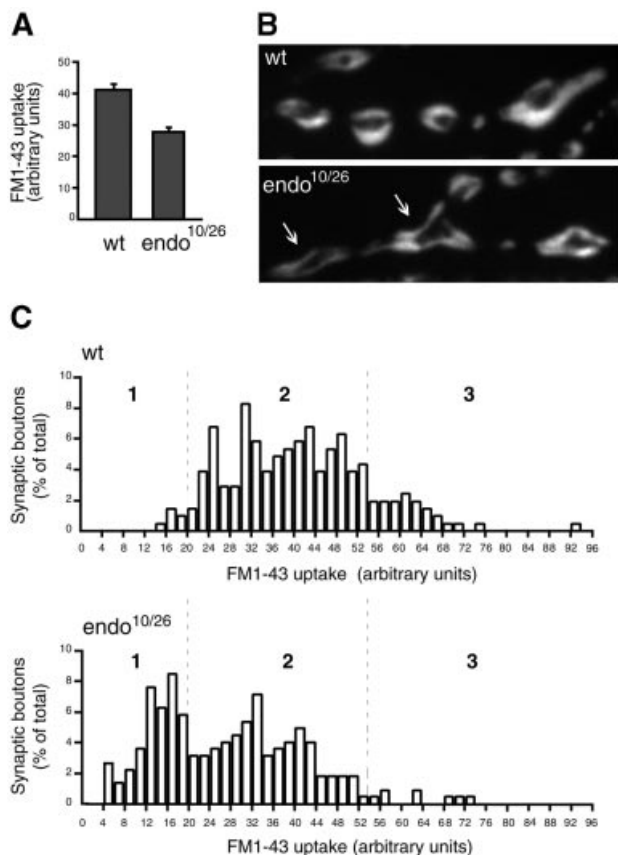 A
FM1-43 uptake
(arbitrary units)
50
40
30
20
10
0
wt endo10/26
B
wt
endo10/26
C
wt
1 2 3
Synaptic boutons
(% of total)
10
8
6
4
2
0
0 4 8 12 16 20 24 28 32 36 40 44 48 52 56 60 64 68 72 76 80 84 88 92 96
FM1-43 uptake (arbitrary units)
endo10/26
1 2 3
Synaptic boutons
(% of total)
10
8
6
4
2
0
0 4 8 12 16 20 24 28 32 36 40 44 48 52 56 60 64 68 72 76 80 84 88 92 96
FM1-43 uptake (arbitrary units)